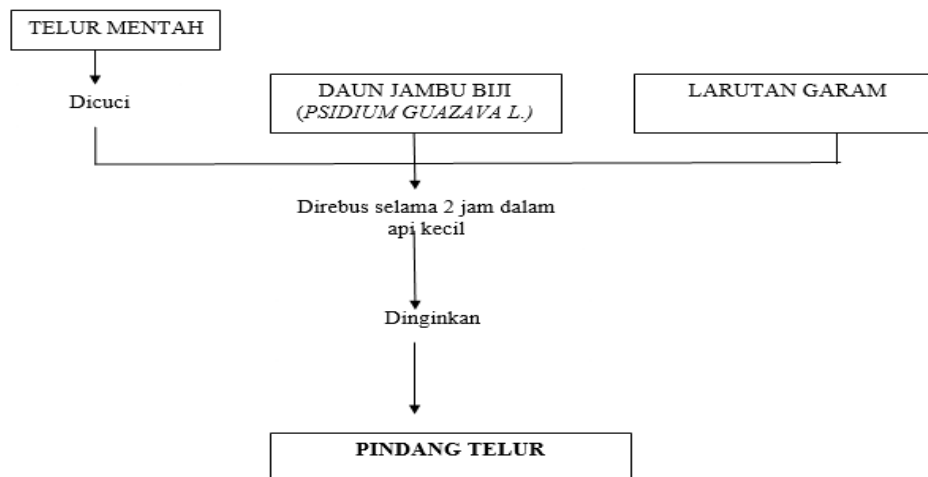 TELUR MENTAH
Dicuci
DAUN JAMBU BIJI
(PSIDIUM GUAZAVA L.)
LARUTAN GARAM
Direbus selama 2 jam dalam
api kecil
Dinginkan
PINDANG TELUR